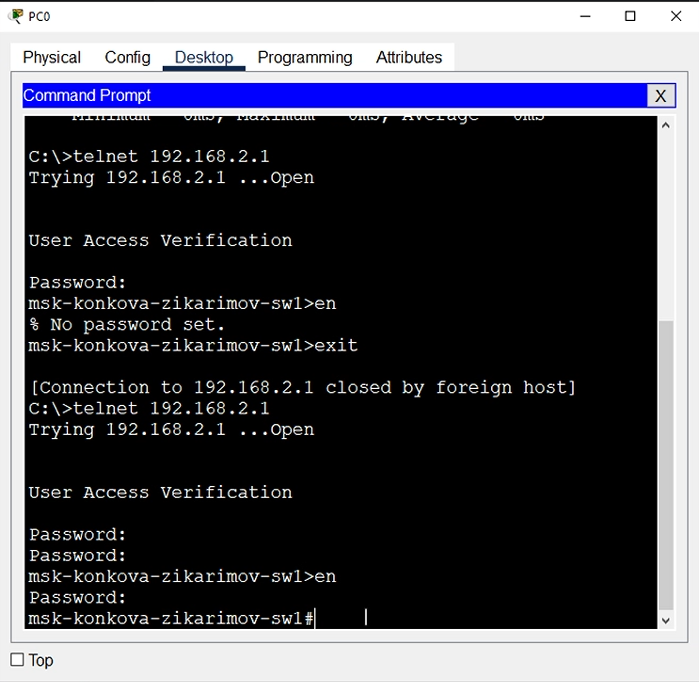 PC0
Physical Config Desktop Programming Attributes
Command Prompt X
Minimum = 0ms, Maximum = 0ms, Average = 0ms
C:\>telnet 192.168.2.1
Trying 192.168.2.1 ...Open
User Access Verification
Password:
msk-konkova-zikarimov-sw1>en
% No password set.
msk-konkova-zikarimov-sw1>exit
[Connection to 192.168.2.1 closed by foreign host]
C:\>telnet 192.168.2.1
Trying 192.168.2.1 ...Open
User Access Verification
Password:
Password:
msk-konkova-zikarimov-sw1>en
Password:
msk-konkova-zikarimov-sw1#
Top